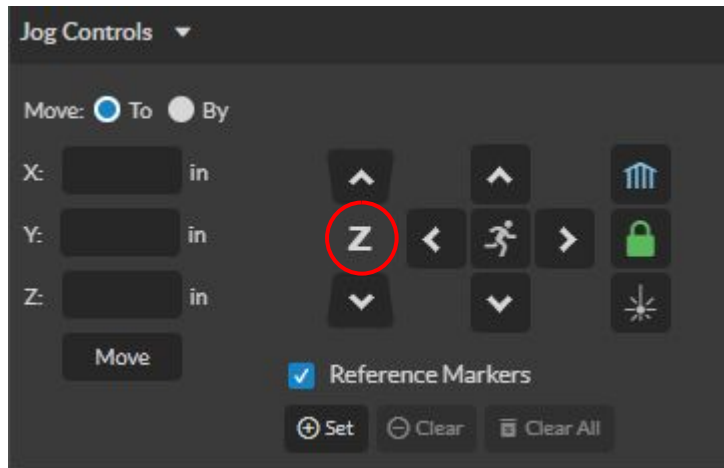 Jog Controls
Move: To By
X: in
Y: in
Z
Z: in
Move
Reference Markers
Set Clear Clear All